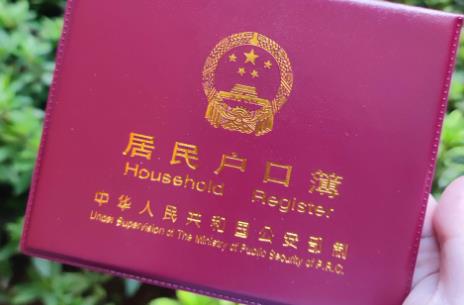 居民户口簿
Household Register
中华人民共和国公安部制
Under Supervision of The Ministry of Public Security of P.R.C.